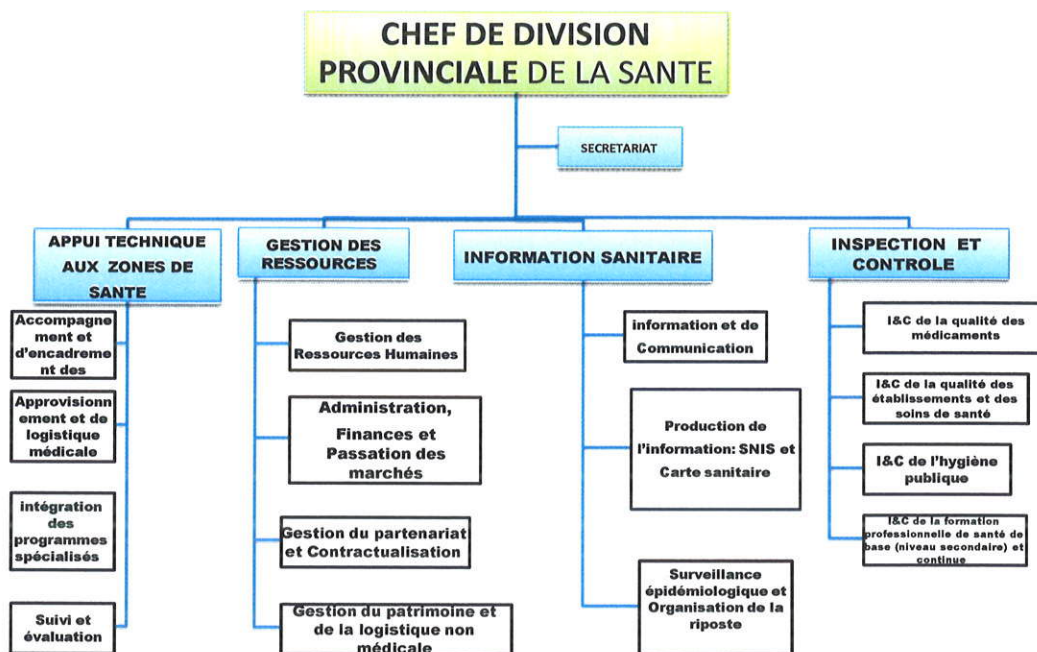 CHEF DE DIVISION
PROVINCIALE DE LA SANTE
SECRETARIAT
APPUI TECHNIQUE
AUX ZONES DE
SANTE
Accompagne
ment et
d'encadreme
nt des
Approvisionn
ement et de
logistique
médicale
intégration
des
programmes
spécialisés
Suivi et
évaluation
GESTION DES
RESSOURCES
Gestion des
Ressources Humaines
Administration,
Finances et
Passation des
marchés
Gestion du partenariat
et Contractualisation
Gestion du patrimoine et
de la logistique non
médicale
INFORMATION SANITAIRE
information et de
Communication
Production de
l'information: SNIS et
Carte sanitaire
Surveillance
épidémiologique et
Organisation de la
riposte
INSPECTION ET
CONTROLE
I&C de la qualité des
médicaments
I&C de la qualité des
établissements et des
soins de santé
I&C de l'hygiène
publique
I&C de la formation
professionnelle de santé de
base (niveau secondaire) et
continue